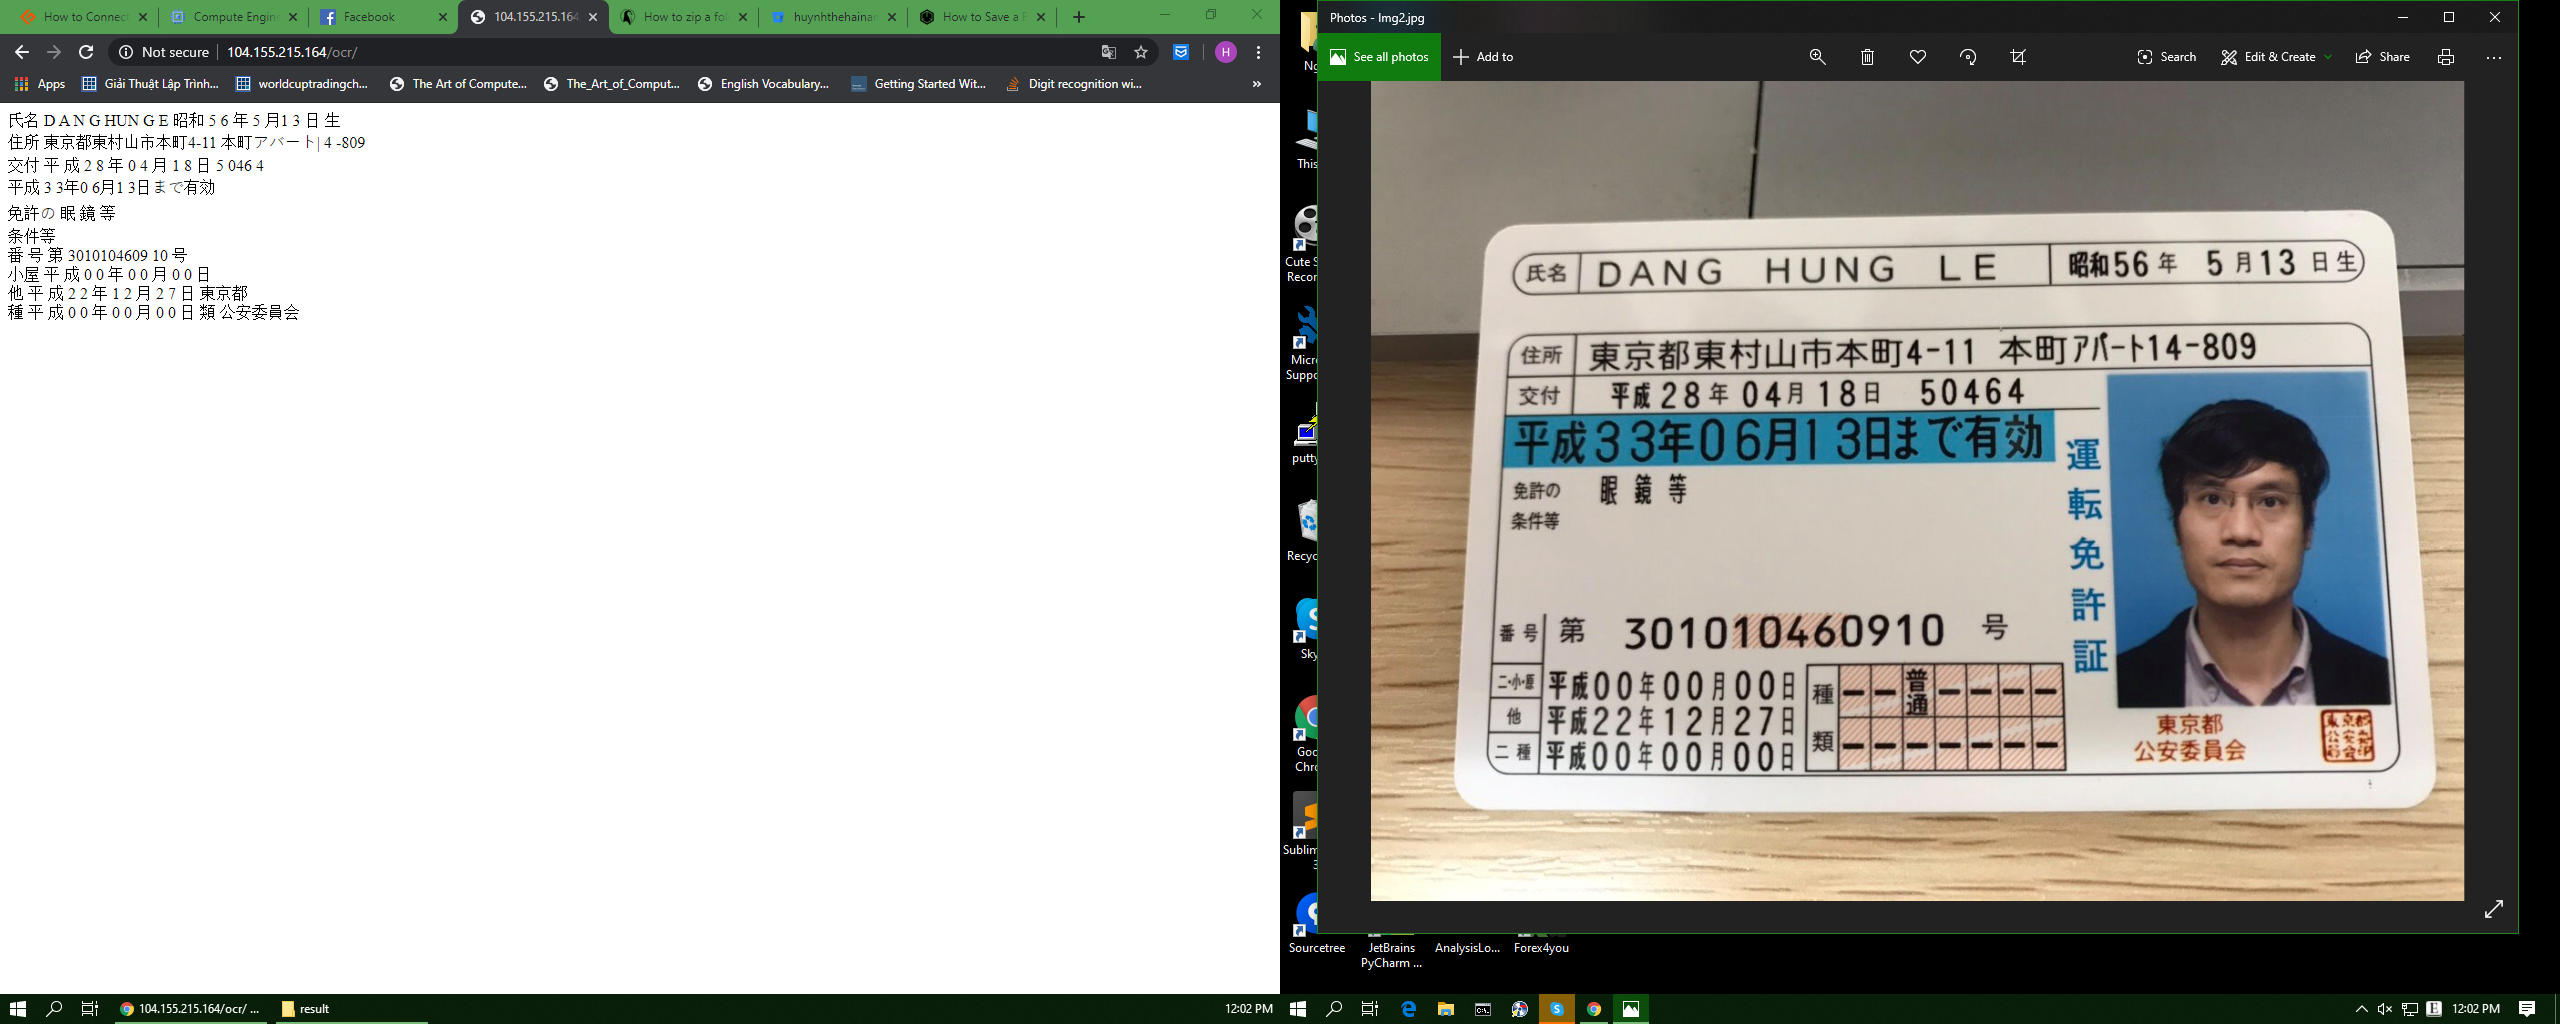 How to Connect
Compute Engin
Facebook
104.155.215.164
How to zip a fol
huynhthehainan
How to Save a F
Not secure
104.155.215.164/ocr/
H
Apps
Giải Thuật Lập Trình...
worldcuptradingch...
The Art of Compute...
The_Art_of_Comput...
English Vocabulary...
Getting Started Wit...
Digit recognition wi...
»
氏名 D A N G HUN G E 昭和 5 6 年 5 月1 3 日 生
住所 東京都東村山市本町4-11 本町アパート| 4 -809
交付 平 成 2 8 年 0 4 月 1 8 日 5 046 4
平成 3 3年0 6月1 3日まで有効
免許の 眼 鏡 等
条件等
番 号 第 3010104609 10 号
小屋 平 成 0 0 年 0 0 月 0 0 日
他 平 成 2 2 年 1 2 月 2 7 日 東京都
種 平 成 0 0 年 0 0 月 0 0 日 類 公安委員会
104.155.215.164/ocr/ ...
result
12:02 PM
Ng
This
Cute S
Recor
Micr
Suppo
putty
Recyc
Sky
Goo
Chro
Sublim
3
Sourcetree
JetBrains
PyCharm ...
AnalysisLo...
Forex4you
Photos - Img2.jpg
See all photos
Add to
Search
Edit & Create
Share
氏名 DANG HUNG LE 昭和56年 5月13日生
住所 東京都東村山市本町4-11 本町アパート14-809
交付 平成28年04月18日 50464
平成33年06月13日まで有効
免許の 眼鏡等
条件等
運転免許証
番号 第 301010460910 号
二・小・原 平成00年00月00日
他 平成22年12月27日
二種 平成00年00月00日
種類 普通
東京都
公安委員会
E
12:02 PM